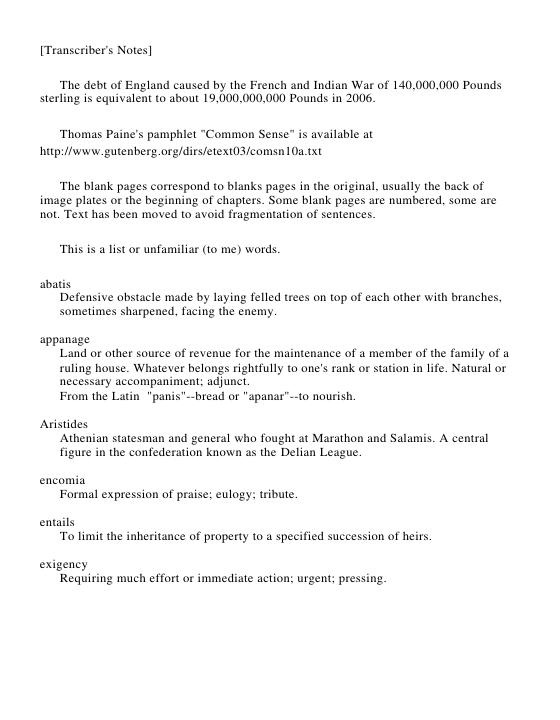 [Transcriber's Notes]
The debt of England caused by the French and Indian War of 140,000,000 Pounds
sterling is equivalent to about 19,000,000,000 Pounds in 2006.
Thomas Paine's pamphlet "Common Sense" is available at
http://www.gutenberg.org/dirs/etext03/comsn10a.txt
The blank pages correspond to blanks pages in the original, usually the back of
image plates or the beginning of chapters. Some blank pages are numbered, some are
not. Text has been moved to avoid fragmentation of sentences.
This is a list or unfamiliar (to me) words.
abatis
Defensive obstacle made by laying felled trees on top of each other with branches,
sometimes sharpened, facing the enemy.
appanage
Land or other source of revenue for the maintenance of a member of the family of a
ruling house. Whatever belongs rightfully to one's rank or station in life. Natural or
necessary accompaniment; adjunct.
From the Latin  "panis"--bread or "apanar"--to nourish.
Aristides
Athenian statesman and general who fought at Marathon and Salamis. A central
figure in the confederation known as the Delian League.
encomia
Formal expression of praise; eulogy; tribute.
entails
To limit the inheritance of property to a specified succession of heirs.
exigency
Requiring much effort or immediate action; urgent; pressing.